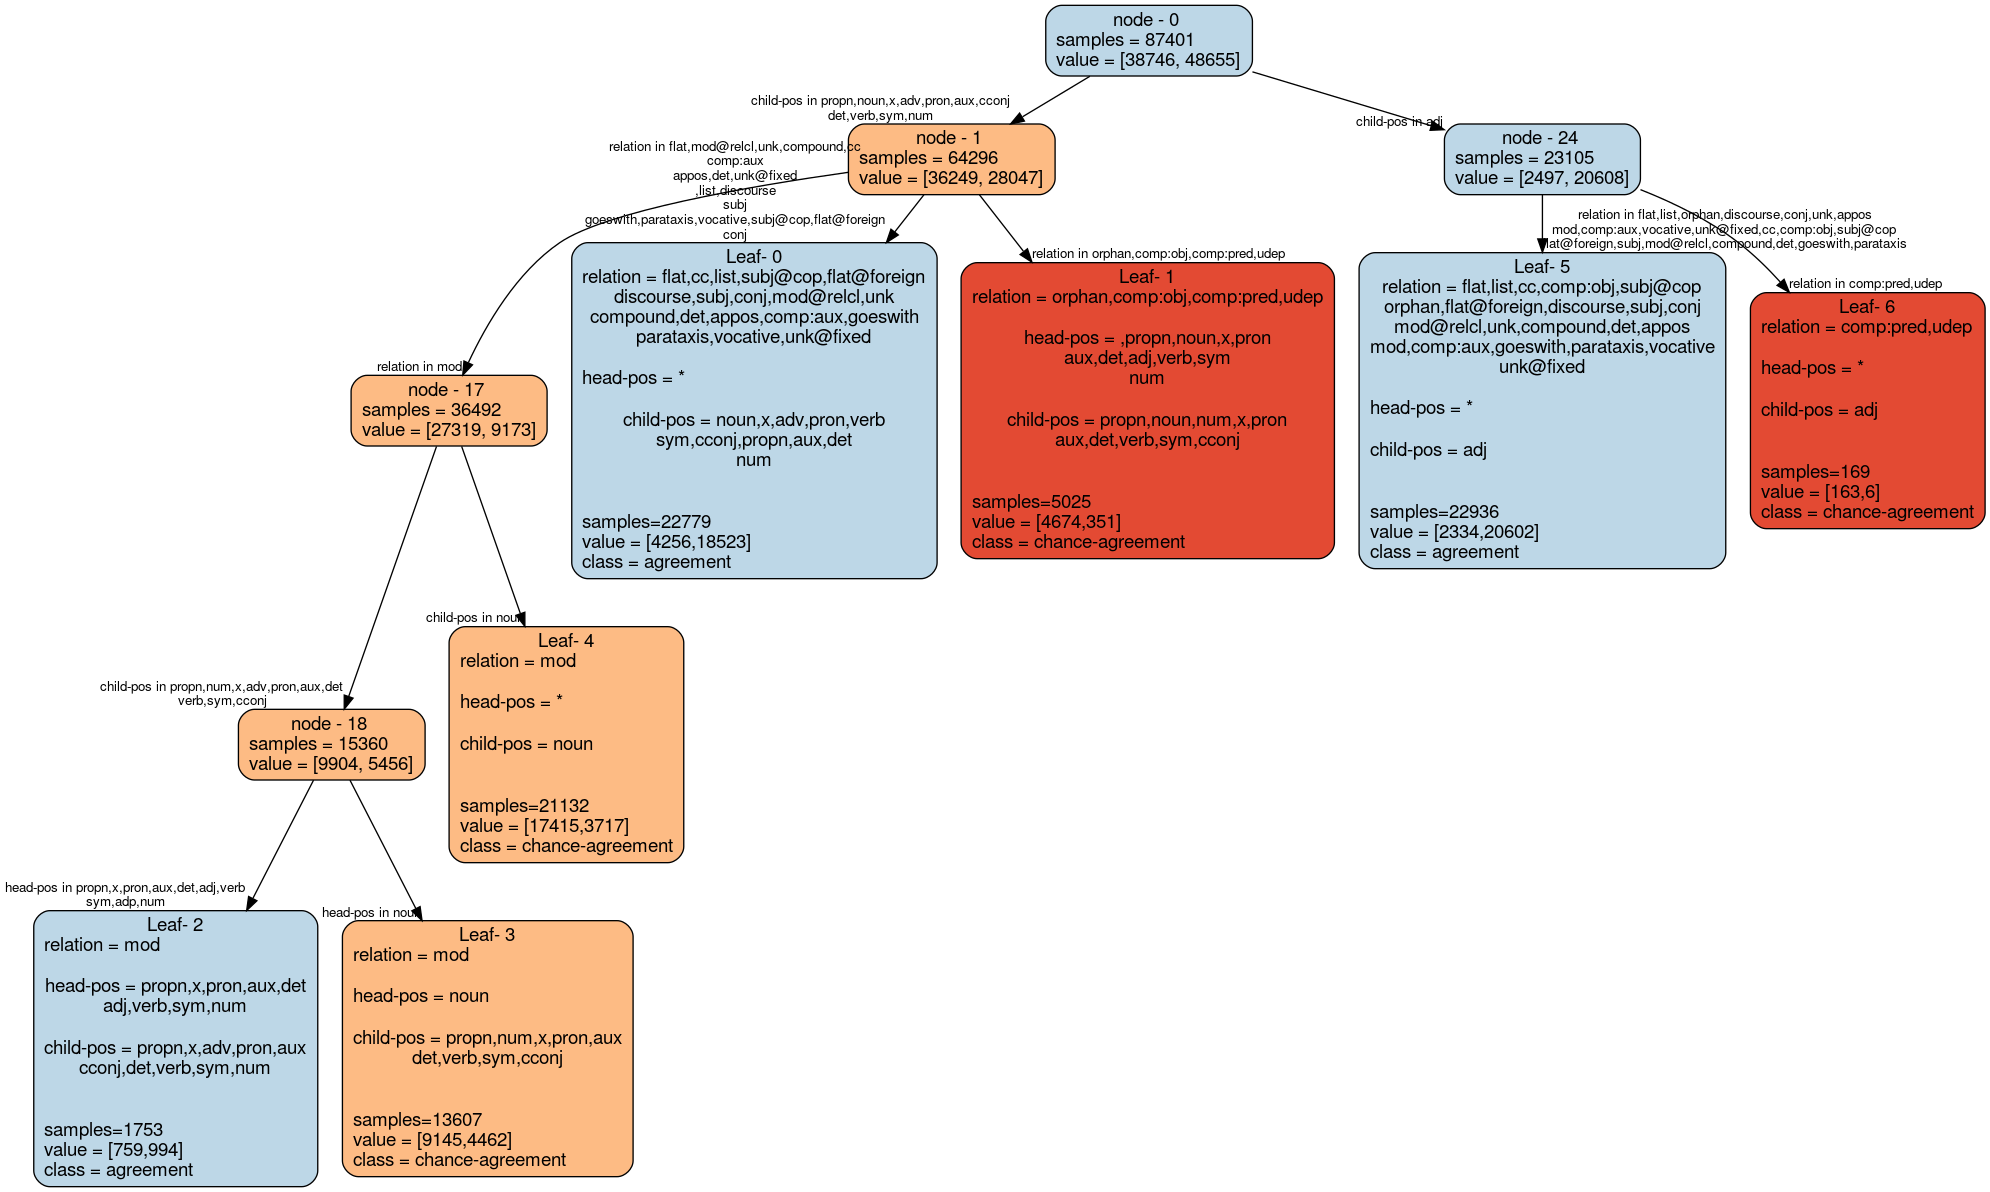 node - 0
samples = 87401
value = [38746, 48655]
child-pos in propn,noun,x,adv,pron,aux,cconj
det,verb,sym,num
child-pos in adj
node - 1
samples = 64296
value = [36249, 28047]
node - 24
samples = 23105
value = [2497, 20608]
relation in flat,mod@relcl,unk,compound,cc
comp:aux
appos,det,unk@fixed
,list,discourse
subj
goeswith,parataxis,vocative,subj@cop,flat@foreign
conj
relation in orphan,comp:obj,comp:pred,udep
relation in flat,list,orphan,discourse,conj,unk,appos
mod,comp:aux,vocative,unk@fixed,cc,comp:obj,subj@cop
flat@foreign,subj,mod@relcl,compound,det,goeswith,parataxis
relation in comp:pred,udep
relation in mod
node - 17
samples = 36492
value = [27319, 9173]
Leaf- 0
relation = flat,cc,list,subj@cop,flat@foreign
discourse,subj,conj,mod@relcl,unk
compound,det,appos,comp:aux,goeswith
parataxis,vocative,unk@fixed
head-pos = *
child-pos = noun,x,adv,pron,verb
sym,cconj,propn,aux,det
num
samples=22779
value = [4256,18523]
class = agreement
Leaf- 1
relation = orphan,comp:obj,comp:pred,udep
head-pos = ,propn,noun,x,pron
aux,det,adj,verb,sym
num
child-pos = propn,noun,num,x,pron
aux,det,verb,sym,cconj
samples=5025
value = [4674,351]
class = chance-agreement
Leaf- 5
relation = flat,list,cc,comp:obj,subj@cop
orphan,flat@foreign,discourse,subj,conj
mod@relcl,unk,compound,det,appos
mod,comp:aux,goeswith,parataxis,vocative
unk@fixed
head-pos = *
child-pos = adj
samples=22936
value = [2334,20602]
class = agreement
Leaf- 6
relation = comp:pred,udep
head-pos = *
child-pos = adj
samples=169
value = [163,6]
class = chance-agreement
child-pos in propn,num,x,adv,pron,aux,det
verb,sym,cconj
child-pos in noun
node - 18
samples = 15360
value = [9904, 5456]
Leaf- 4
relation = mod
head-pos = *
child-pos = noun
samples=21132
value = [17415,3717]
class = chance-agreement
head-pos in propn,x,pron,aux,det,adj,verb
sym,adp,num
head-pos in noun
Leaf- 2
relation = mod
head-pos = propn,x,pron,aux,det
adj,verb,sym,num
child-pos = propn,x,adv,pron,aux
cconj,det,verb,sym,num
samples=1753
value = [759,994]
class = agreement
Leaf- 3
relation = mod
head-pos = noun
child-pos = propn,num,x,pron,aux
det,verb,sym,cconj
samples=13607
value = [9145,4462]
class = chance-agreement